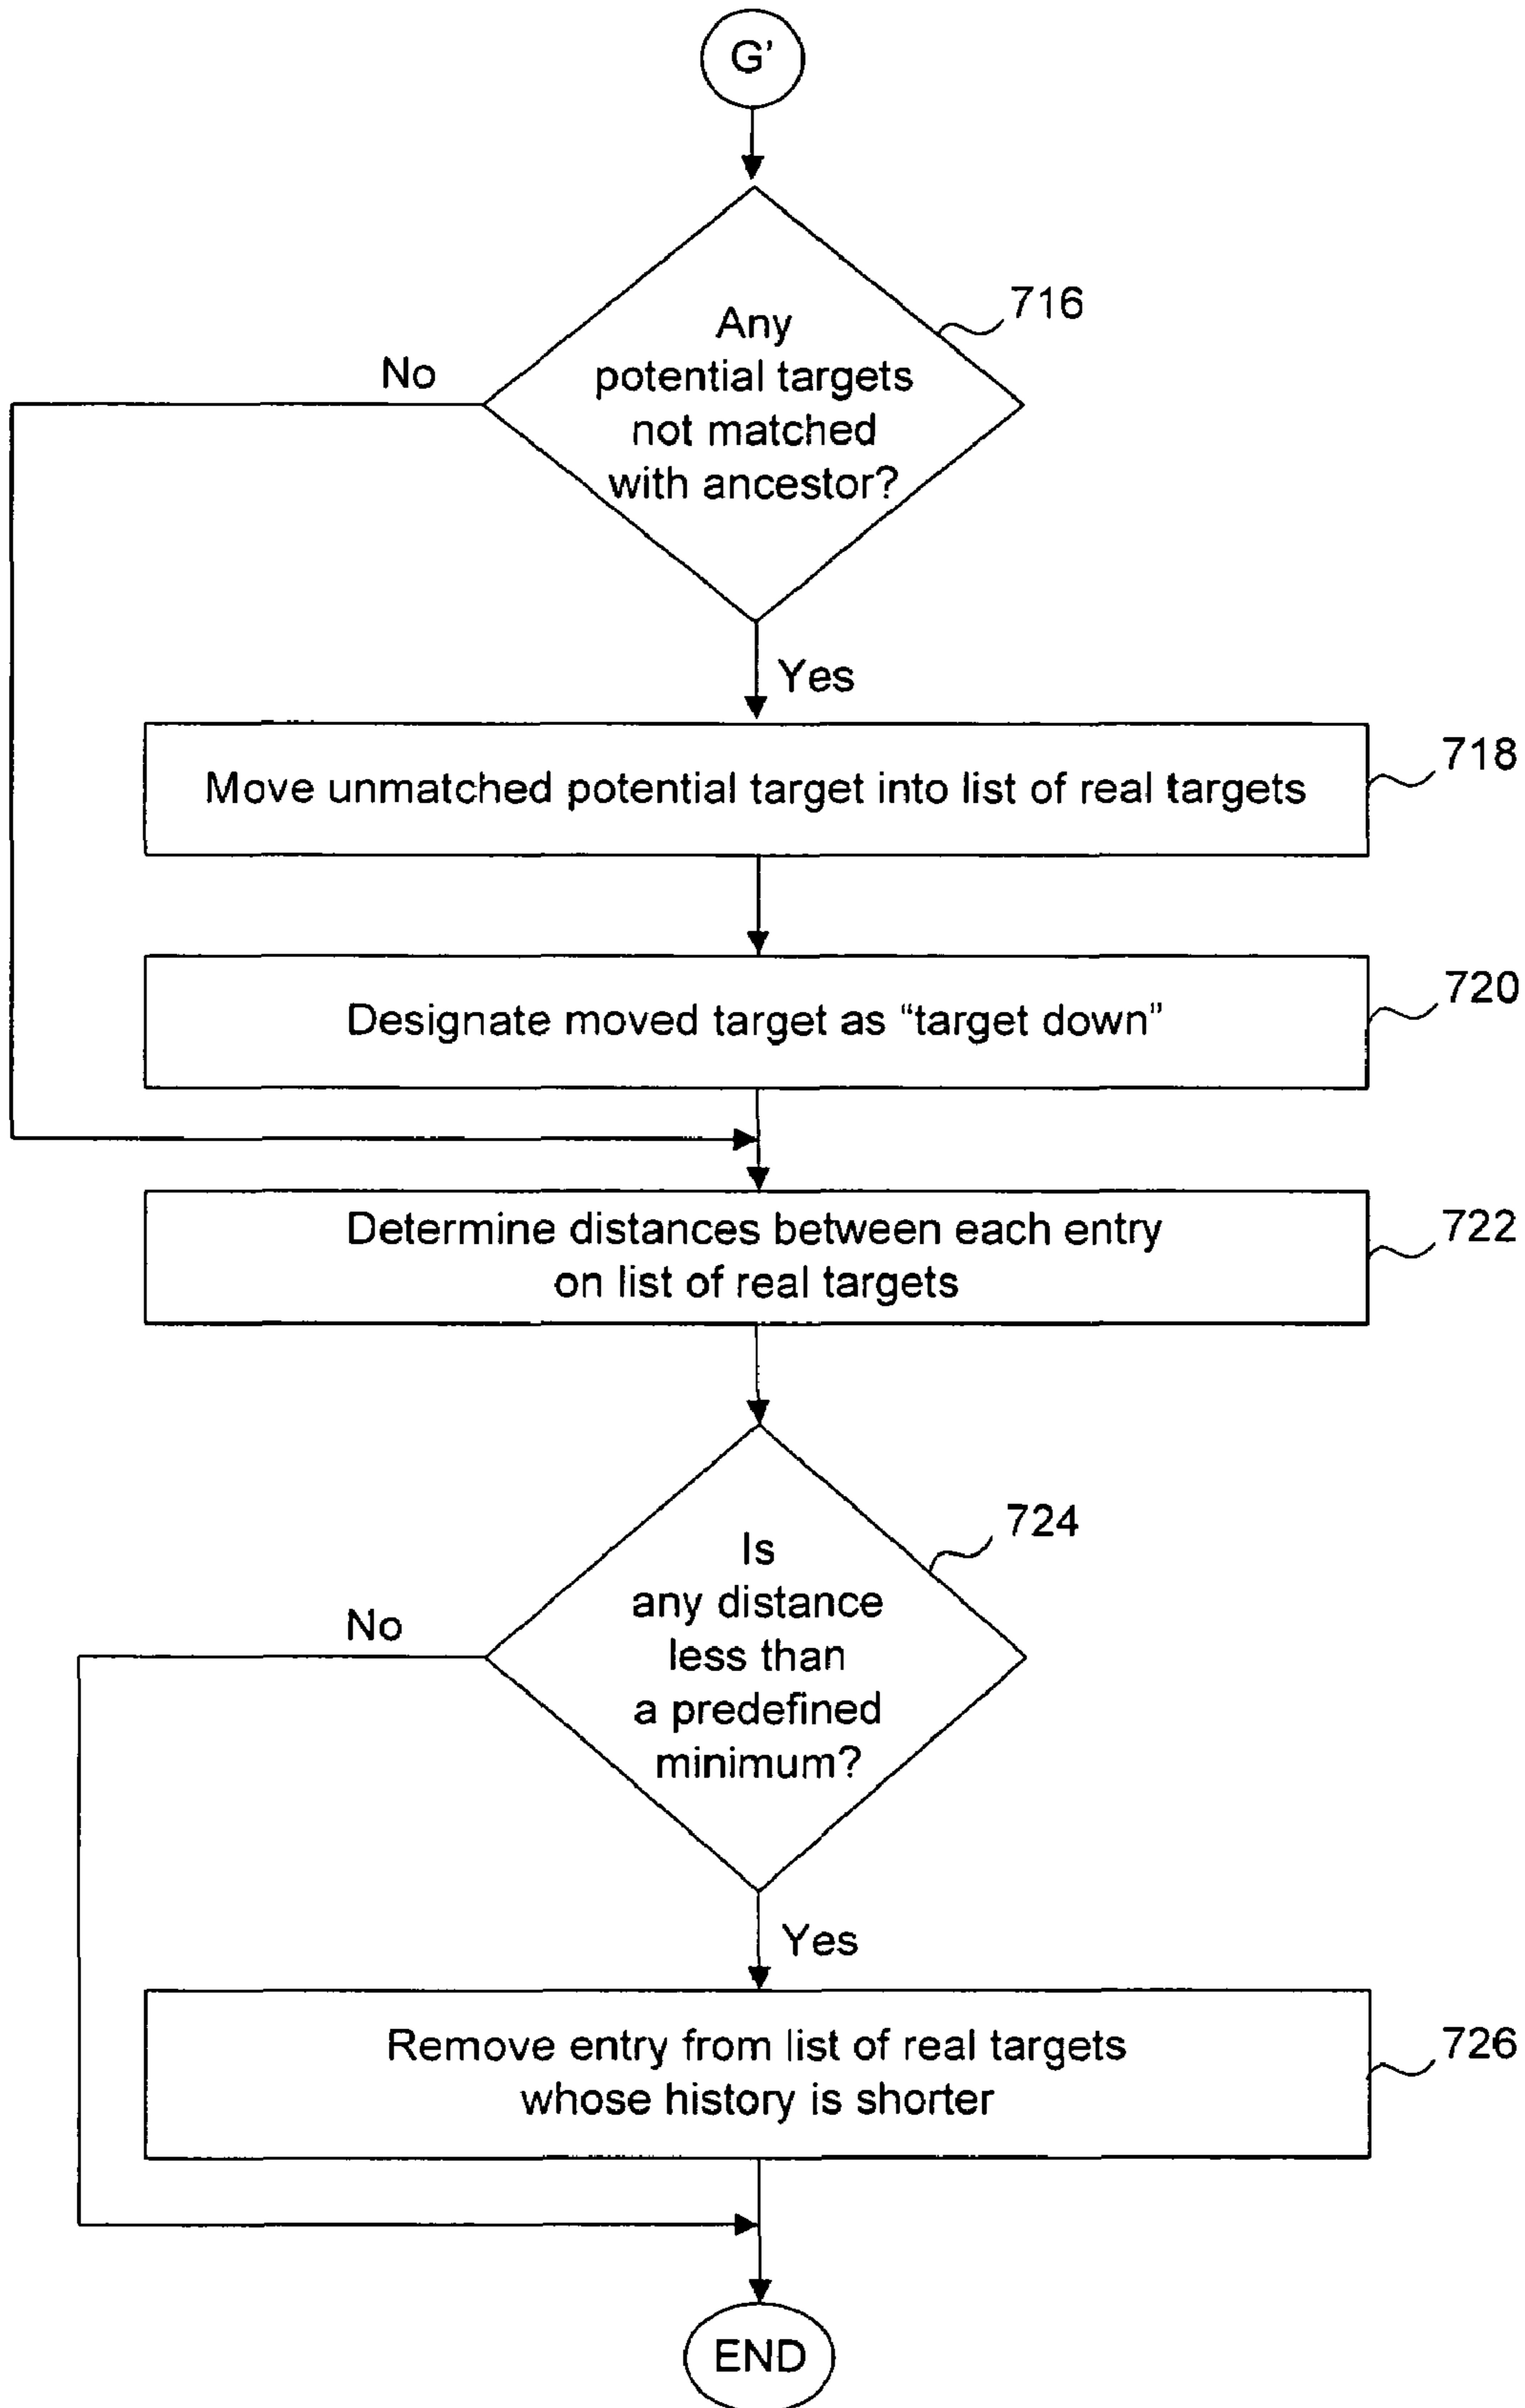 G’
Any
potential targets
not matched
with ancestor?
716
No
Yes
Move unmatched potential target into list of real targets
718
Designate moved target as “target down”
720
Determine distances between each entry
on list of real targets
722
Is
any distance
less than
a predefined
minimum?
724
No
Yes
Remove entry from list of real targets
whose history is shorter
726
END